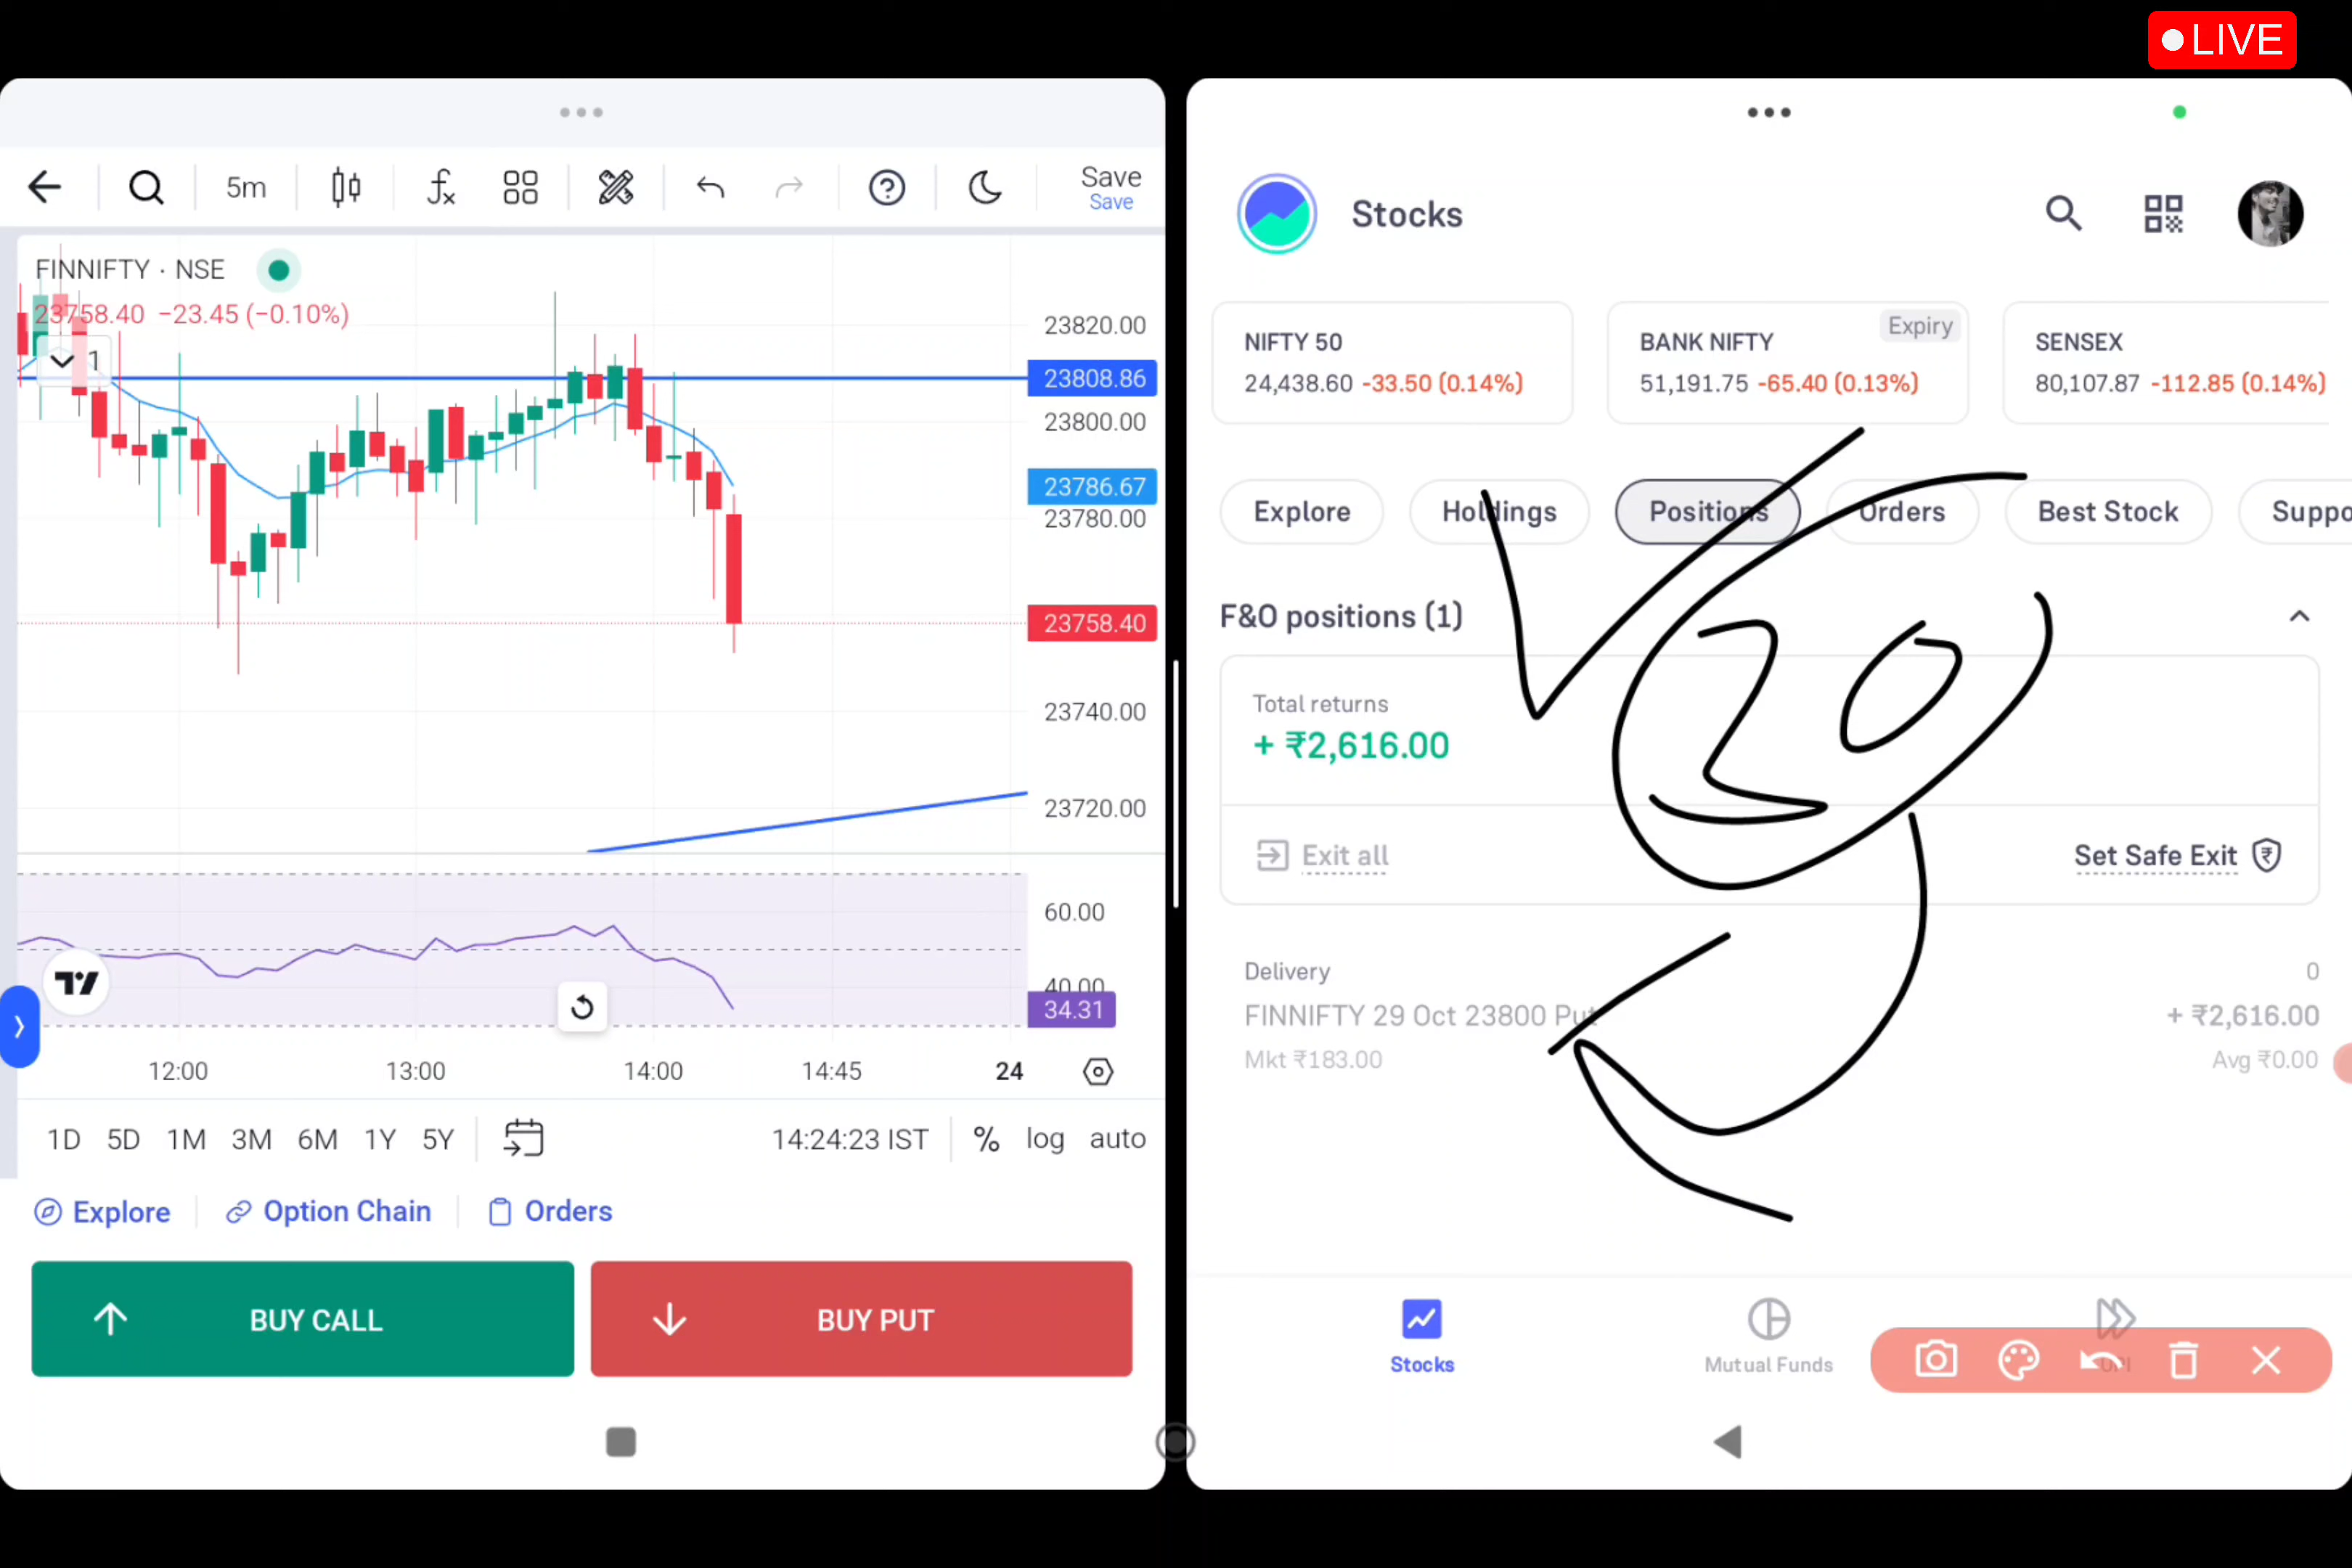 LIVE
5m
Save
Save
FINNIFTY · NSE
23758.40 −23.45 (−0.10%)
1
23820.00
23808.86
23800.00
23786.67
23780.00
23758.40
23740.00
23720.00
60.00
40.00
34.31
12:00 13:00 14:00 14:45 24
1D 5D 1M 3M 6M 1Y 5Y 14:24:23 IST % log auto
Explore Option Chain Orders
BUY CALL BUY PUT
Stocks
NIFTY 50
24,438.60 -33.50 (0.14%)
BANK NIFTY Expiry
51,191.75 -65.40 (0.13%)
SENSEX
80,107.87 -112.85 (0.14%)
Explore Holdings Positions Orders Best Stock Suppo
F&O positions (1)
20
Total returns
+ ₹2,616.00
Exit all Set Safe Exit
Delivery 0
FINNIFTY 29 Oct 23800 Put + ₹2,616.00
Mkt ₹183.00 Avg ₹0.00
Stocks Mutual Funds